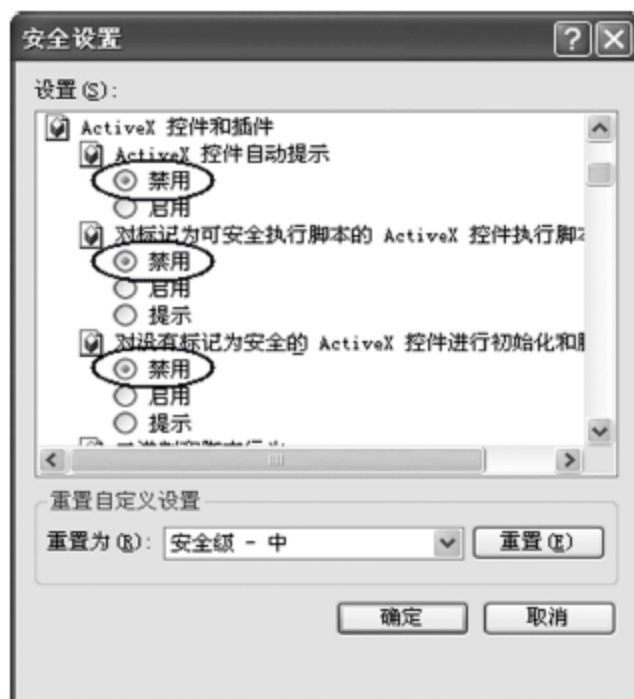 安全设置
设置(S):
ActiveX 控件和插件
ActiveX 控件自动提示
禁用
启用
对标记为可安全执行脚本的 ActiveX 控件执行脚
禁用
启用
提示
对没有标记为安全的 ActiveX 控件进行初始化和
禁用
启用
提示
重置自定义设置
重置为(R): 安全级 - 中 重置(E)
确定 取消